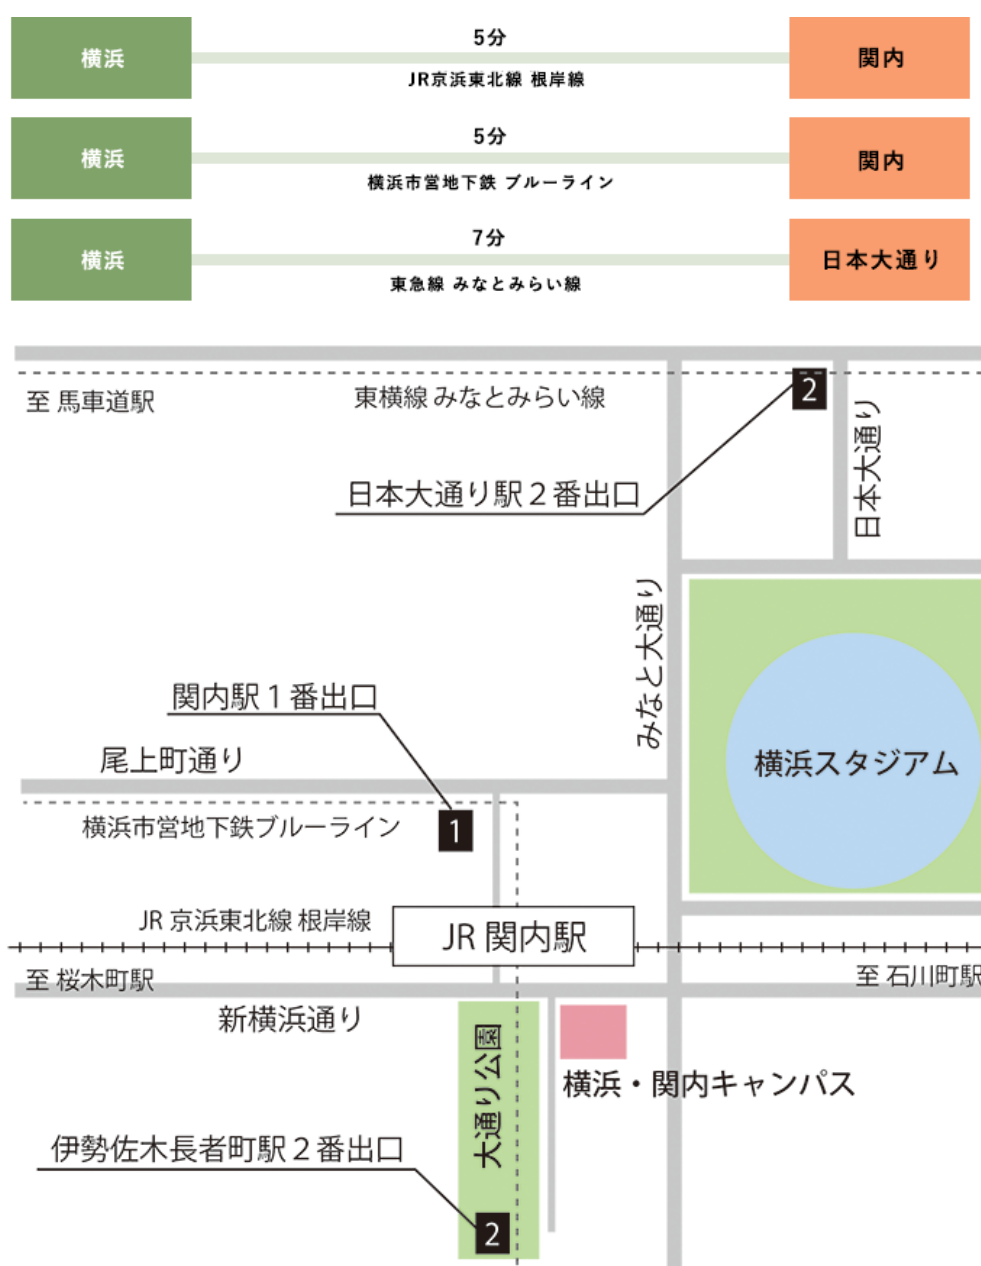 横浜
5分
JR京浜東北線 根岸線
関内
横浜
5分
横浜市営地下鉄 ブルーライン
関内
横浜
7分
東急線 みなとみらい線
日本大通り
至 馬車道駅
東横線 みなとみらい線
2
日本大通り
日本大通り駅２番出口
みなと大通り
関内駅１番出口
尾上町通り
横浜スタジアム
横浜市営地下鉄ブルーライン
1
JR 京浜東北線 根岸線
JR 関内駅
至 桜木町駅
至 石川町駅
新横浜通り
大通り公園
横浜・関内キャンパス
伊勢佐木長者町駅２番出口
2